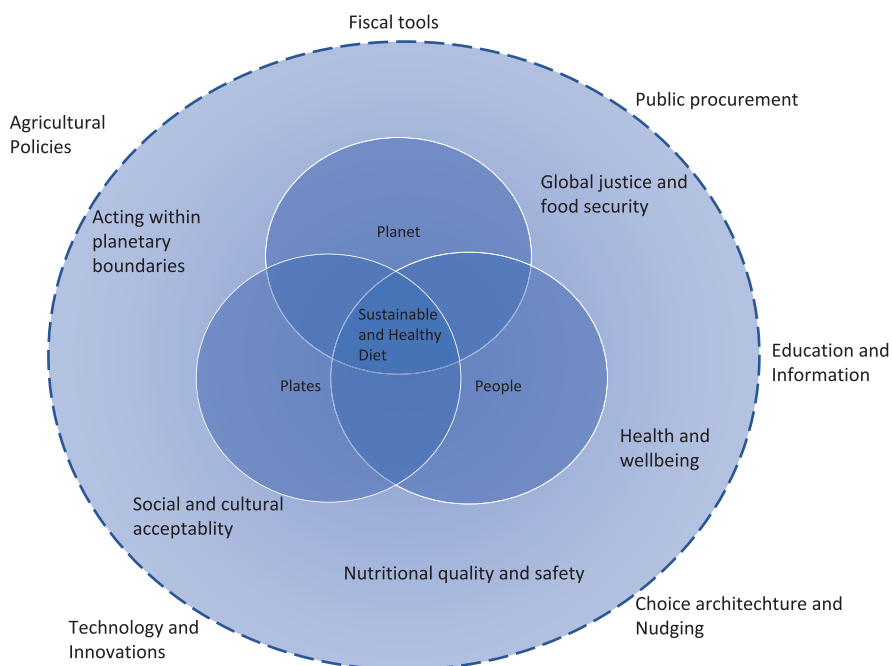 Fiscal tools
Public procurement
Agricultural
Policies
Global justice and
food security
Acting within
planetary
boundaries
Planet
Sustainable
and Healthy
Diet
Education and
Information
Plates
People
Health and
wellbeing
Social and cultural
acceptablity
Nutritional quality and safety
Choice architechture and
Nudging
Technology and
Innovations